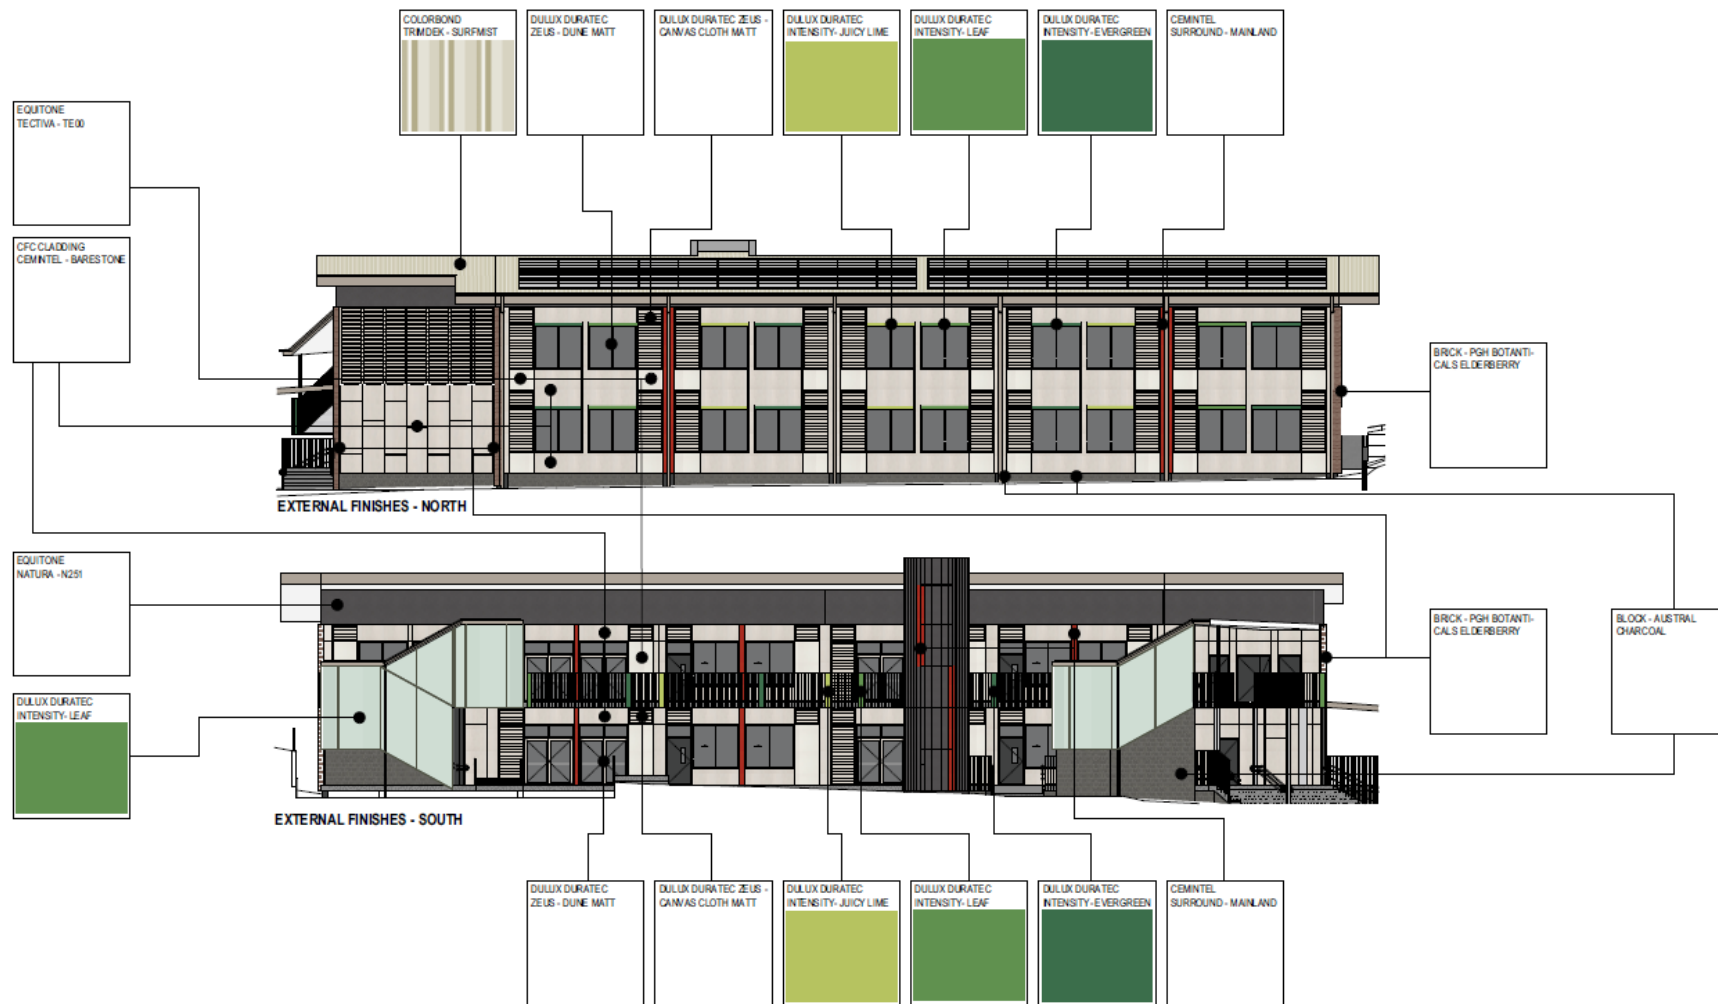 COLORBOND
TRIMDEK - SURFMIST
DULUX DURATEC
ZEUS - DUNE MATT
DULUX DURATEC ZEUS -
CANVAS CLOTH MATT
DULUX DURATEC
INTENSITY- JUICY LIME
DULUX DURATEC
INTENSITY- LEAF
DULUX DURATEC
INTENSITY - EVERGREEN
CEMINTEL
SURROUND - MAINLAND
EQUITONE
TECTIVA - TE00
CFC CLADDING
CEMINTEL - BARESTONE
BRICK - PGH BOTANTI-
CALS ELDERBERRY
EXTERNAL FINISHES - NORTH
EQUITONE
NATURA - N251
BRICK - PGH BOTANTI-
CALS ELDERBERRY
BLOCK - AUSTRAL
CHARCOAL
DULUX DURATEC
INTENSITY- LEAF
EXTERNAL FINISHES - SOUTH
DULUX DURATEC
ZEUS - DUNE MATT
DULUX DURATEC ZEUS -
CANVAS CLOTH MATT
DULUX DURATEC
INTENSITY- JUICY LIME
DULUX DURATEC
INTENSITY- LEAF
DULUX DURATEC
INTENSITY - EVERGREEN
CEMINTEL
SURROUND - MAINLAND